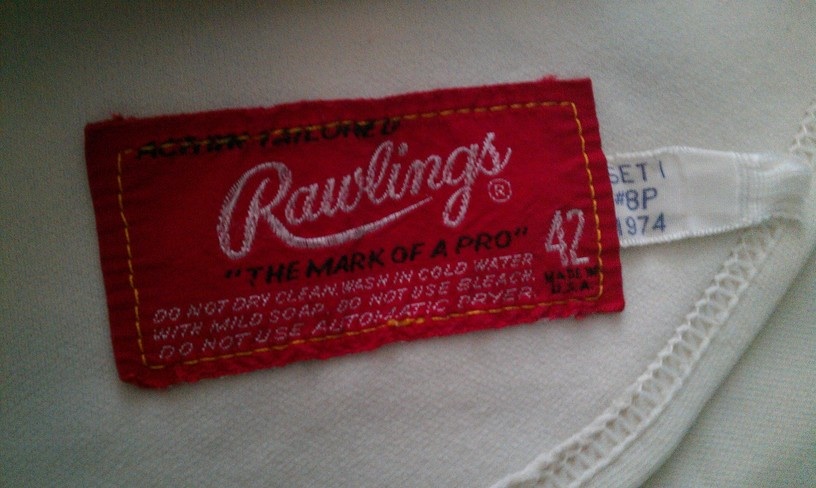 TAILORED
Rawlings ®
42
"THE MARK OF A PRO"
MADE IN
U.S.A.
DO NOT DRY CLEAN. WASH IN COLD WATER
WITH MILD SOAP. DO NOT USE BLEACH.
DO NOT USE AUTOMATIC DRYER.
SET 1
#8P
1974